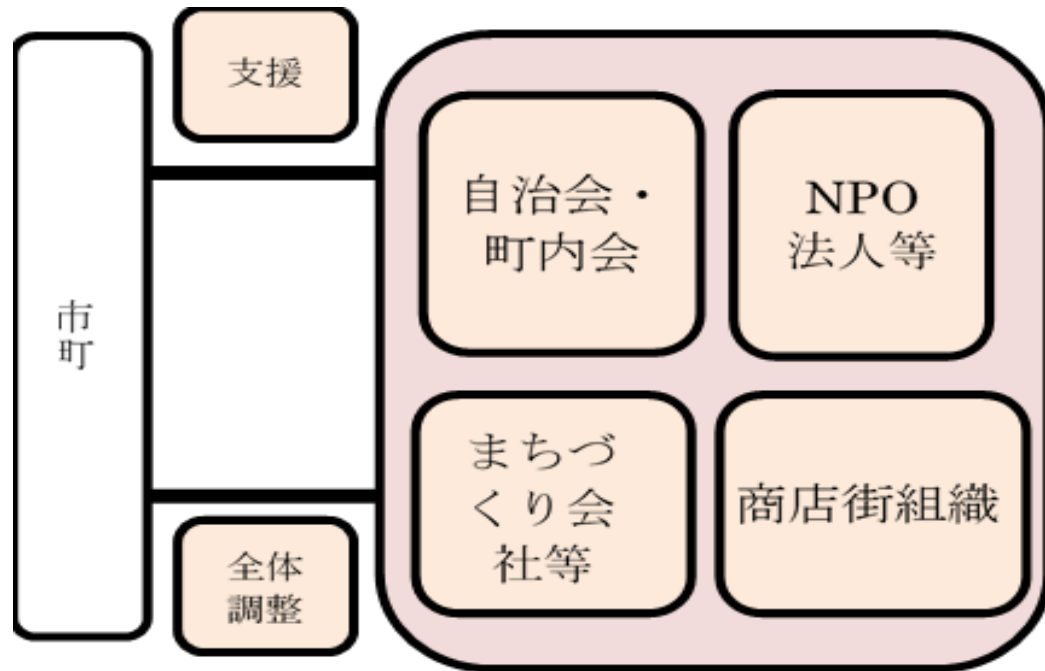 市
町
支援
全体
調整
自治会・
町内会
NPO
法人等
まちづ
くり会
社等
商店街組織